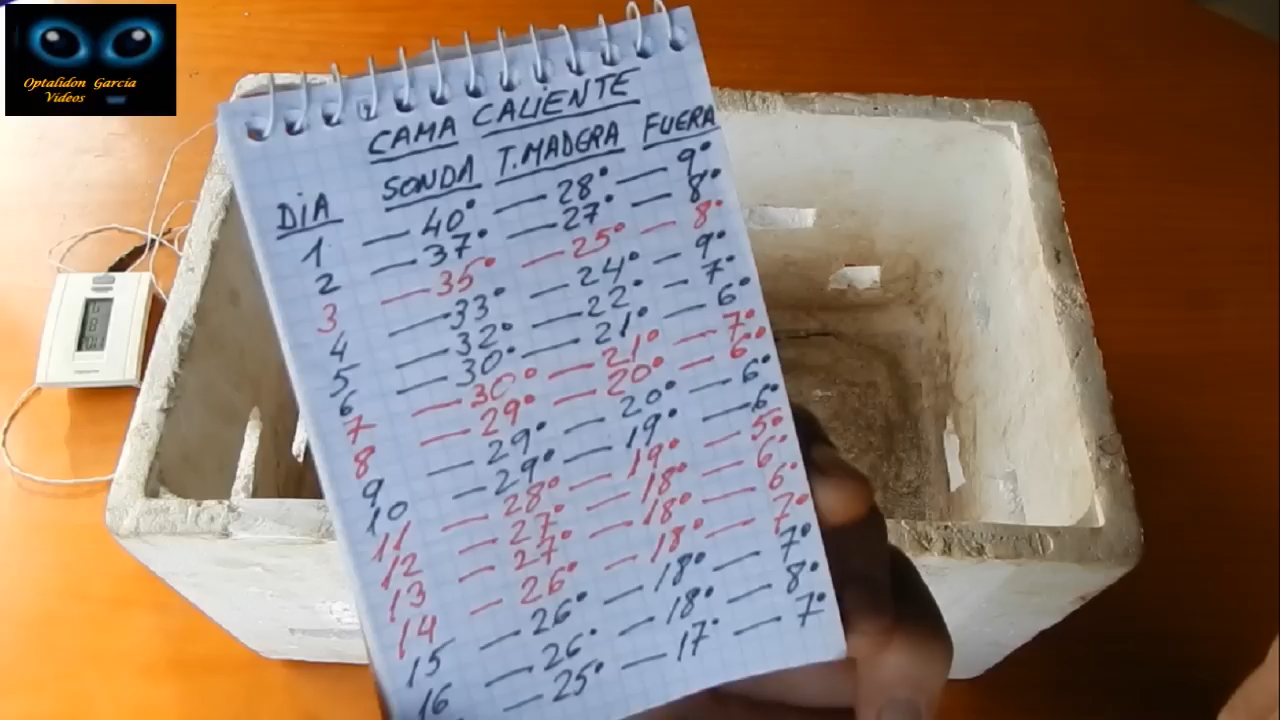 Optalidon Garcia
Videos
CAMA CALIENTE
DIA SONDA T.MADERA FUERA
1 — 40° — 28° — 9°
2 — 37° — 27° — 8°
3 — 35° — 25° — 8°
4 — 33° — 24° — 9°
5 — 32° — 22° — 7°
6 — 30° — 21° — 6°
7 — 30° — 21° — 7°
8 — 29° — 20° — 6°
9 — 29° — 20° — 6°
10 — 29° — 19° — 6°
11 — 28° — 19° — 5°
12 — 27° — 18° — 6°
13 — 27° — 18° — 6°
14 — 26° — 18° — 7°
15 — 26° — 18° — 7°
16 — 26° — 18° — 8°
— 25° — 17° — 7°